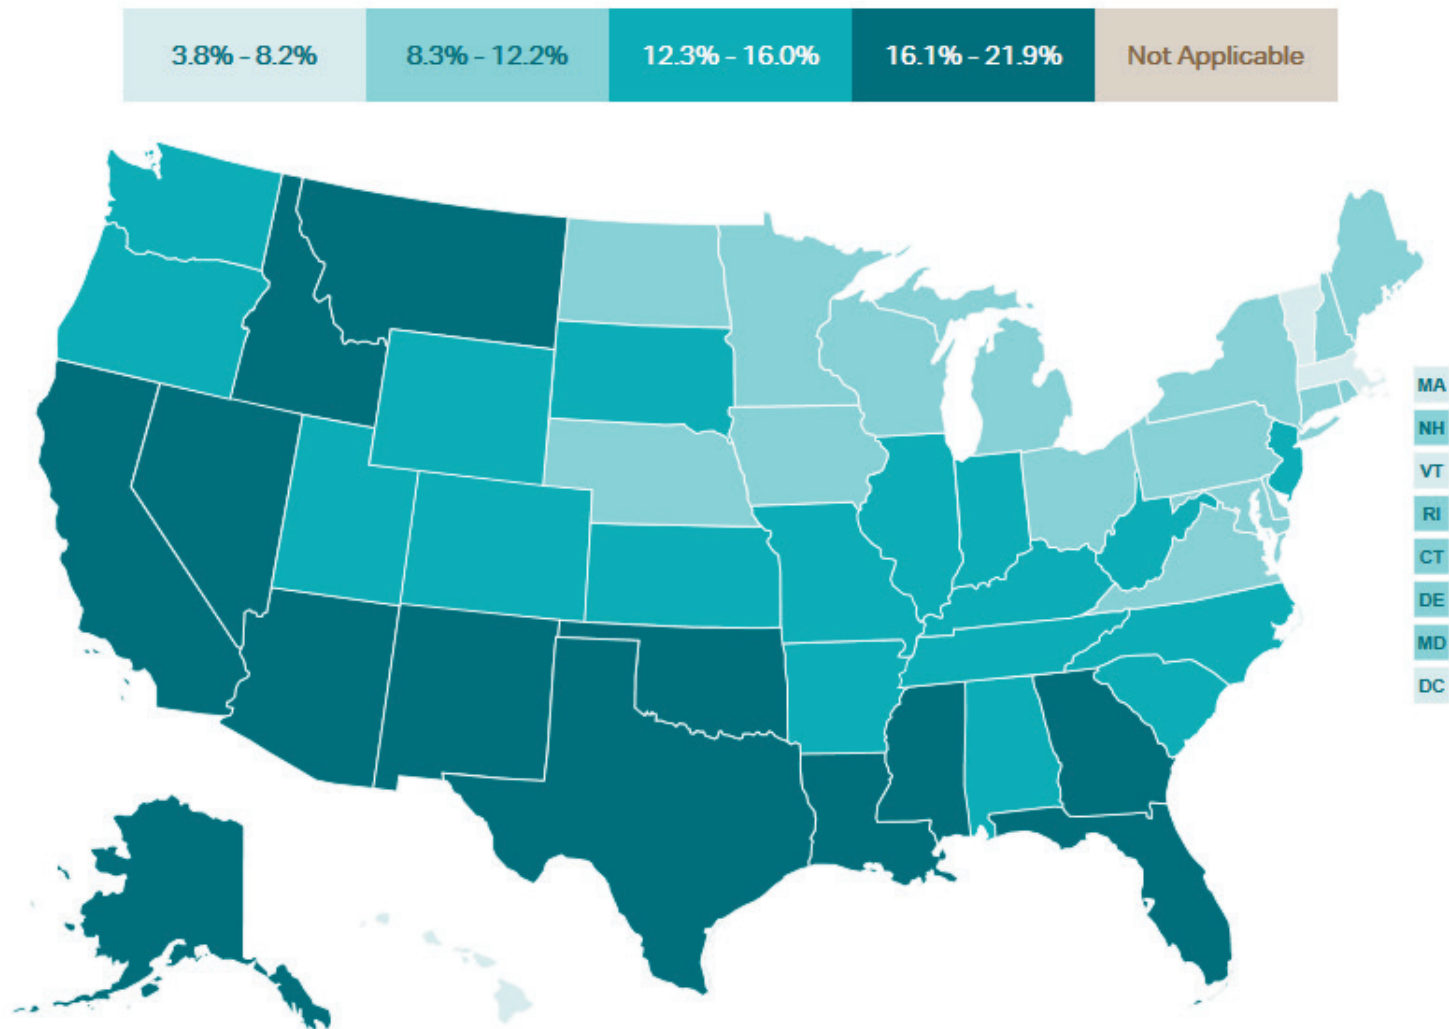 3.8% - 8.2% 8.3% - 12.2% 12.3% - 16.0% 16.1% - 21.9% Not Applicable
MA
NH
VT
RI
CT
DE
MD
DC